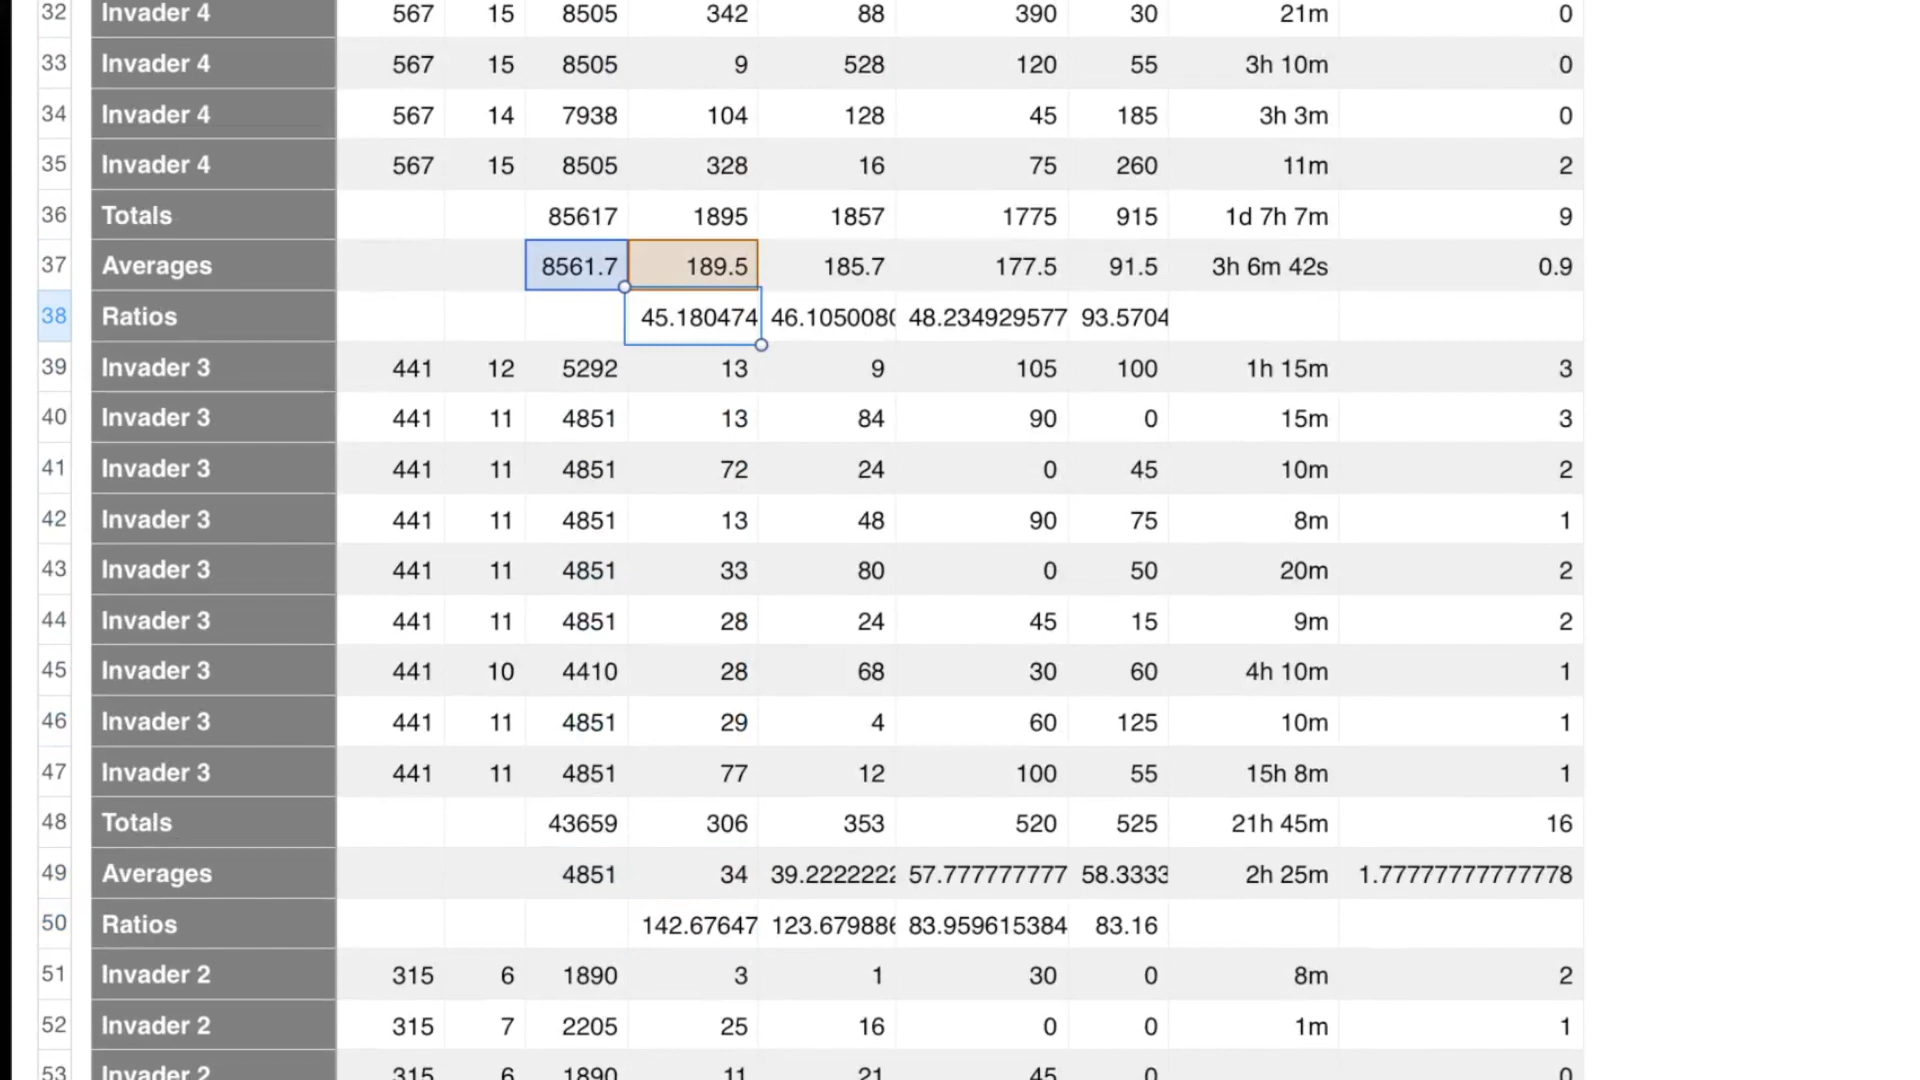 32 Invader 4 567 15 8505 342 88 390 30 21m 0
33 Invader 4 567 15 8505 9 528 120 55 3h 10m 0
34 Invader 4 567 14 7938 104 128 45 185 3h 3m 0
35 Invader 4 567 15 8505 328 16 75 260 11m 2
36 Totals 85617 1895 1857 1775 915 1d 7h 7m 9
37 Averages 8561.7 189.5 185.7 177.5 91.5 3h 6m 42s 0.9
38 Ratios 45.180474 46.1050080 48.234929577 93.5704
39 Invader 3 441 12 5292 13 9 105 100 1h 15m 3
40 Invader 3 441 11 4851 13 84 90 0 15m 3
41 Invader 3 441 11 4851 72 24 0 45 10m 2
42 Invader 3 441 11 4851 13 48 90 75 8m 1
43 Invader 3 441 11 4851 33 80 0 50 20m 2
44 Invader 3 441 11 4851 28 24 45 15 9m 2
45 Invader 3 441 10 4410 28 68 30 60 4h 10m 1
46 Invader 3 441 11 4851 29 4 60 125 10m 1
47 Invader 3 441 11 4851 77 12 100 55 15h 8m 1
48 Totals 43659 306 353 520 525 21h 45m 16
49 Averages 4851 34 39.2222222 57.777777777 58.3333 2h 25m 1.77777777777778
50 Ratios 142.67647 123.679886 83.959615384 83.16
51 Invader 2 315 6 1890 3 1 30 0 8m 2
52 Invader 2 315 7 2205 25 16 0 0 1m 1
53 Invader 2 315 6 1890 11 21 45 0 0